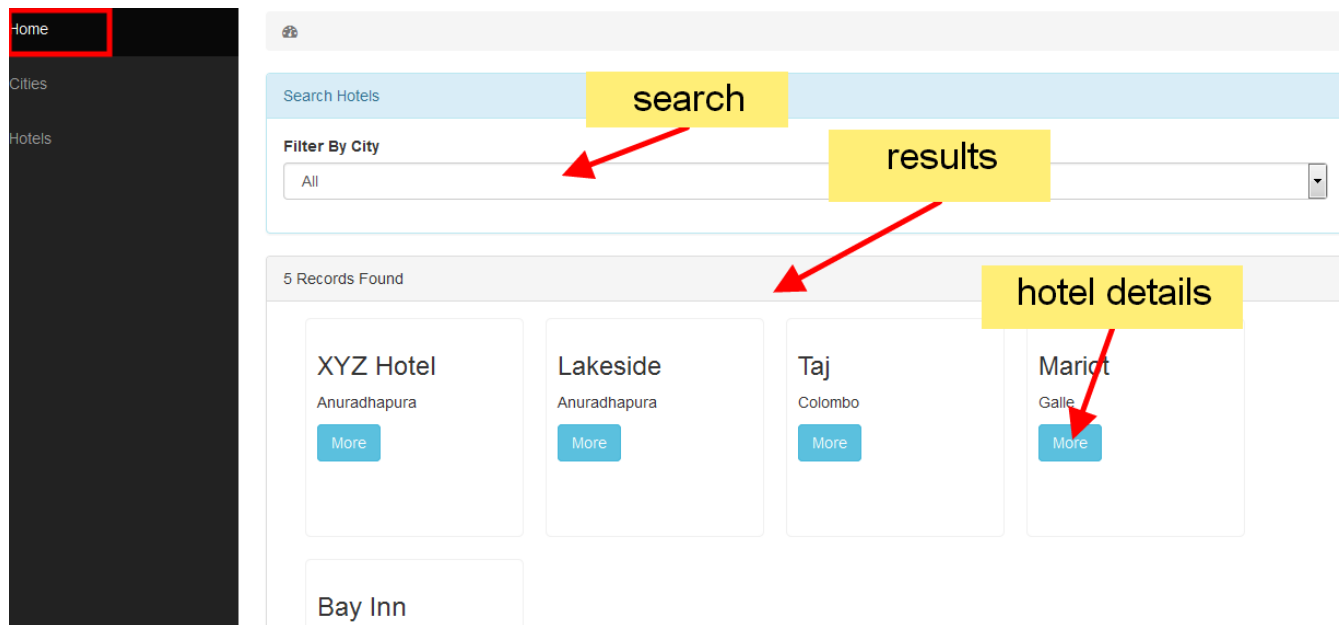 Home
Cities
Hotels
Search Hotels
search
Filter By City
All
results
5 Records Found
hotel details
XYZ Hotel
Anuradhapura
More
Lakeside
Anuradhapura
More
Taj
Colombo
More
Mariot
Galle
More
Bay Inn